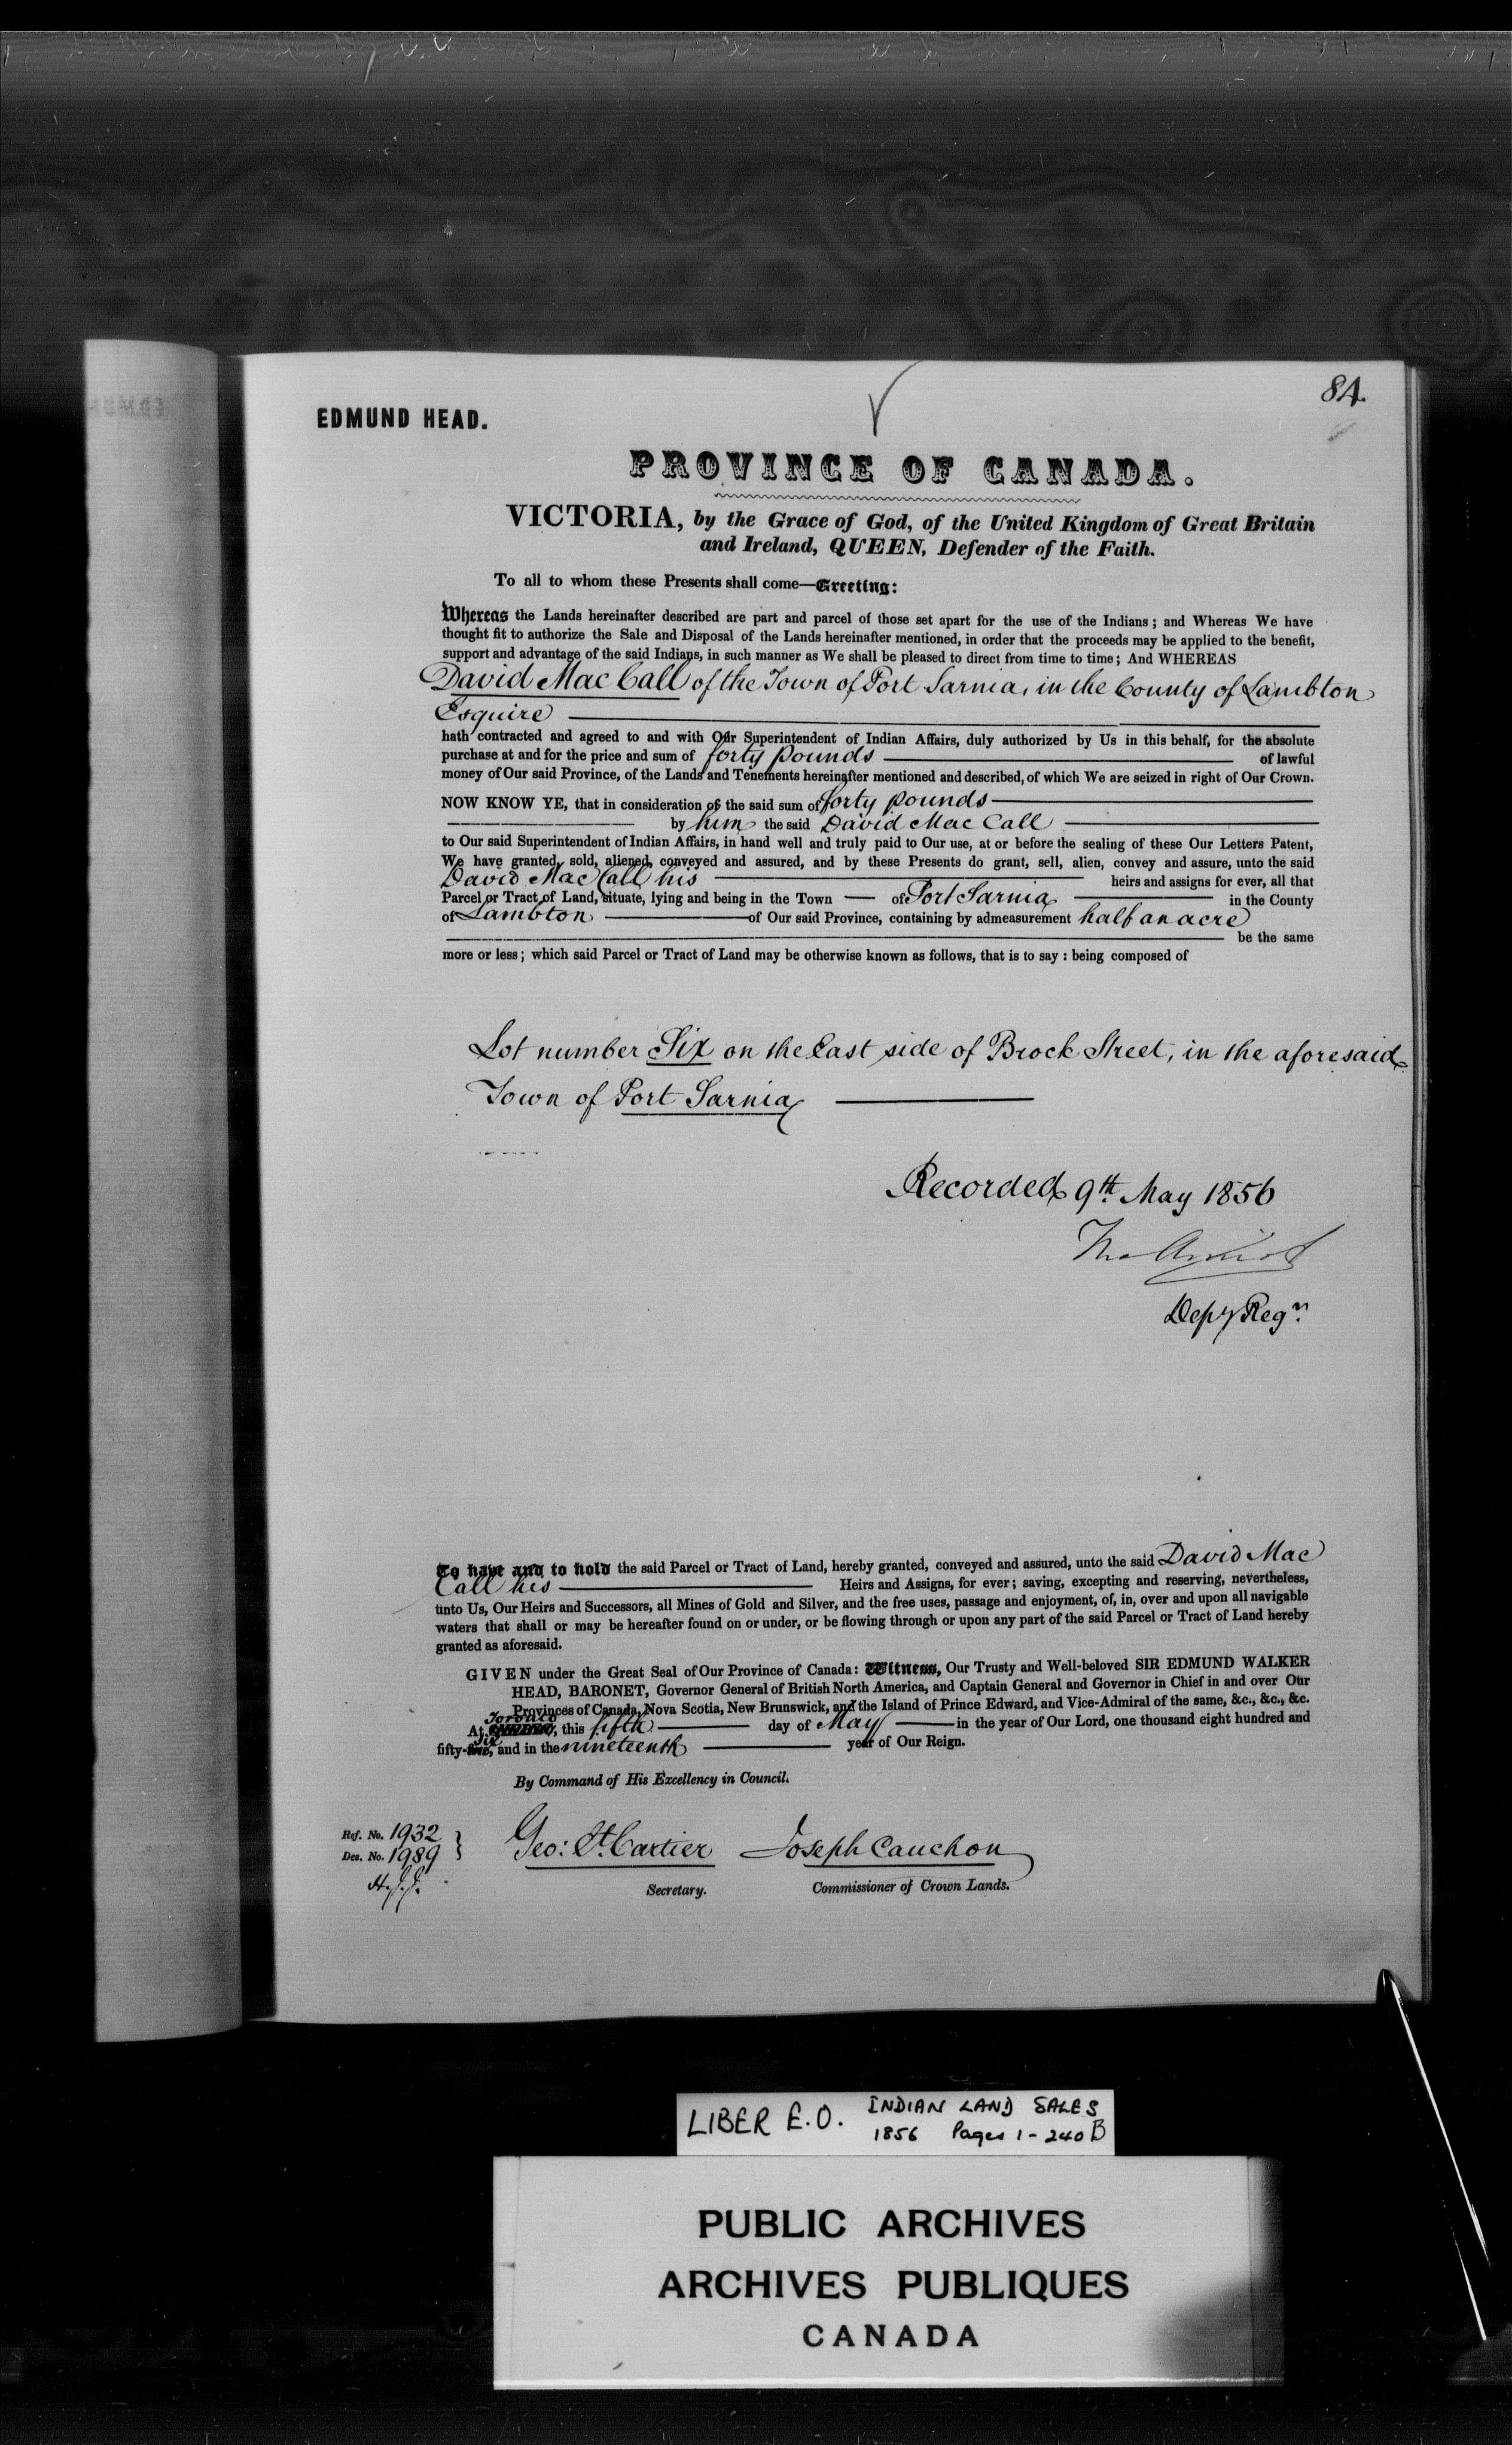 84.
EDMUND HEAD.
PROVINCE OF CANADA.
VICTORIA, by the Grace of God, of the United Kingdom of Great Britain
and Ireland, QUEEN, Defender of the Faith.
To all to whom these Presents shall come—Greeting:
Whereas the Lands hereinafter described are part and parcel of those set apart for the use of the Indians; and Whereas We have
thought fit to authorize the Sale and Disposal of the Lands hereinafter mentioned, in order that the proceeds may be applied to the benefit,
support and advantage of the said Indians, in such manner as We shall be pleased to direct from time to time; And WHEREAS
David Mac Call of the Town of Port Sarnia, in the County of Lambton
Esquire
hath contracted and agreed to and with Our Superintendent of Indian Affairs, duly authorized by Us in this behalf, for the absolute
purchase at and for the price and sum of forty pounds of lawful
money of Our said Province, of the Lands and Tenements hereinafter mentioned and described, of which We are seized in right of Our Crown.
NOW KNOW YE, that in consideration of the said sum of forty pounds
by him the said David Mac Call
to Our said Superintendent of Indian Affairs, in hand well and truly paid to Our use, at or before the sealing of these Our Letters Patent,
We have granted, sold, aliened, conveyed and assured, and by these Presents do grant, sell, alien, convey and assure, unto the said
David Mac Call his heirs and assigns for ever, all that
Parcel or Tract of Land, situate, lying and being in the Town — of Port Sarnia in the County
of Lambton of Our said Province, containing by admeasurement half an acre
be the same
more or less; which said Parcel or Tract of Land may be otherwise known as follows, that is to say: being composed of
Lot number Six on the East side of Brock Street, in the aforesaid
Town of Port Sarnia
Recorded 9th May 1856
Depy Regr.
To have and to hold the said Parcel or Tract of Land, hereby granted, conveyed and assured, unto the said David Mac
Call his Heirs and Assigns, for ever; saving, excepting and reserving, nevertheless,
unto Us, Our Heirs and Successors, all Mines of Gold and Silver, and the free uses, passage and enjoyment, of, in, over and upon all navigable
waters that shall or may be hereafter found on or under, or be flowing through or upon any part of the said Parcel or Tract of Land hereby
granted as aforesaid.
GIVEN under the Great Seal of Our Province of Canada: Witness, Our Trusty and Well-beloved SIR EDMUND WALKER
HEAD, BARONET, Governor General of British North America, and Captain General and Governor in Chief in and over Our
Provinces of Canada, Nova Scotia, New Brunswick, and the Island of Prince Edward, and Vice-Admiral of the same, &c., &c., &c.
Toronto
At QUEBEC, this fifth day of May in the year of Our Lord, one thousand eight hundred and
six
fifty-five, and in the nineteenth year of Our Reign.
By Command of His Excellency in Council.
Ref. No. 1932
Des. No. 1989
Geo: Et. Cartier Joseph Cauchon
Secretary. Commissioner of Crown Lands.
LIBER E.O. INDIAN LAND SALES
1856 Pages 1-240B
PUBLIC ARCHIVES
ARCHIVES PUBLIQUES
CANADA